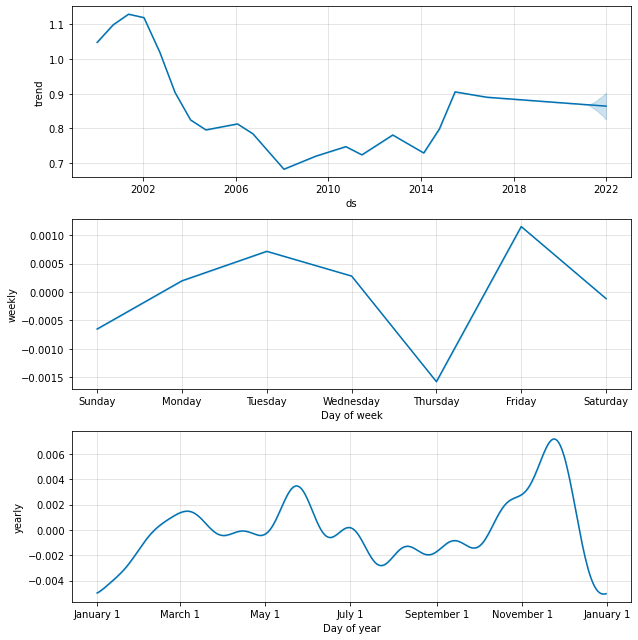 1.1
1.0
0.9
0.8
0.7
trend
2002 2006 2010 2014 2018 2022
ds
0.0010
0.0005
0.0000
−0.0005
−0.0010
−0.0015
weekly
Sunday Monday Tuesday Wednesday Thursday Friday Saturday
Day of week
0.006
0.004
0.002
0.000
−0.002
−0.004
yearly
January 1 March 1 May 1 July 1 September 1 November 1 January 1
Day of year